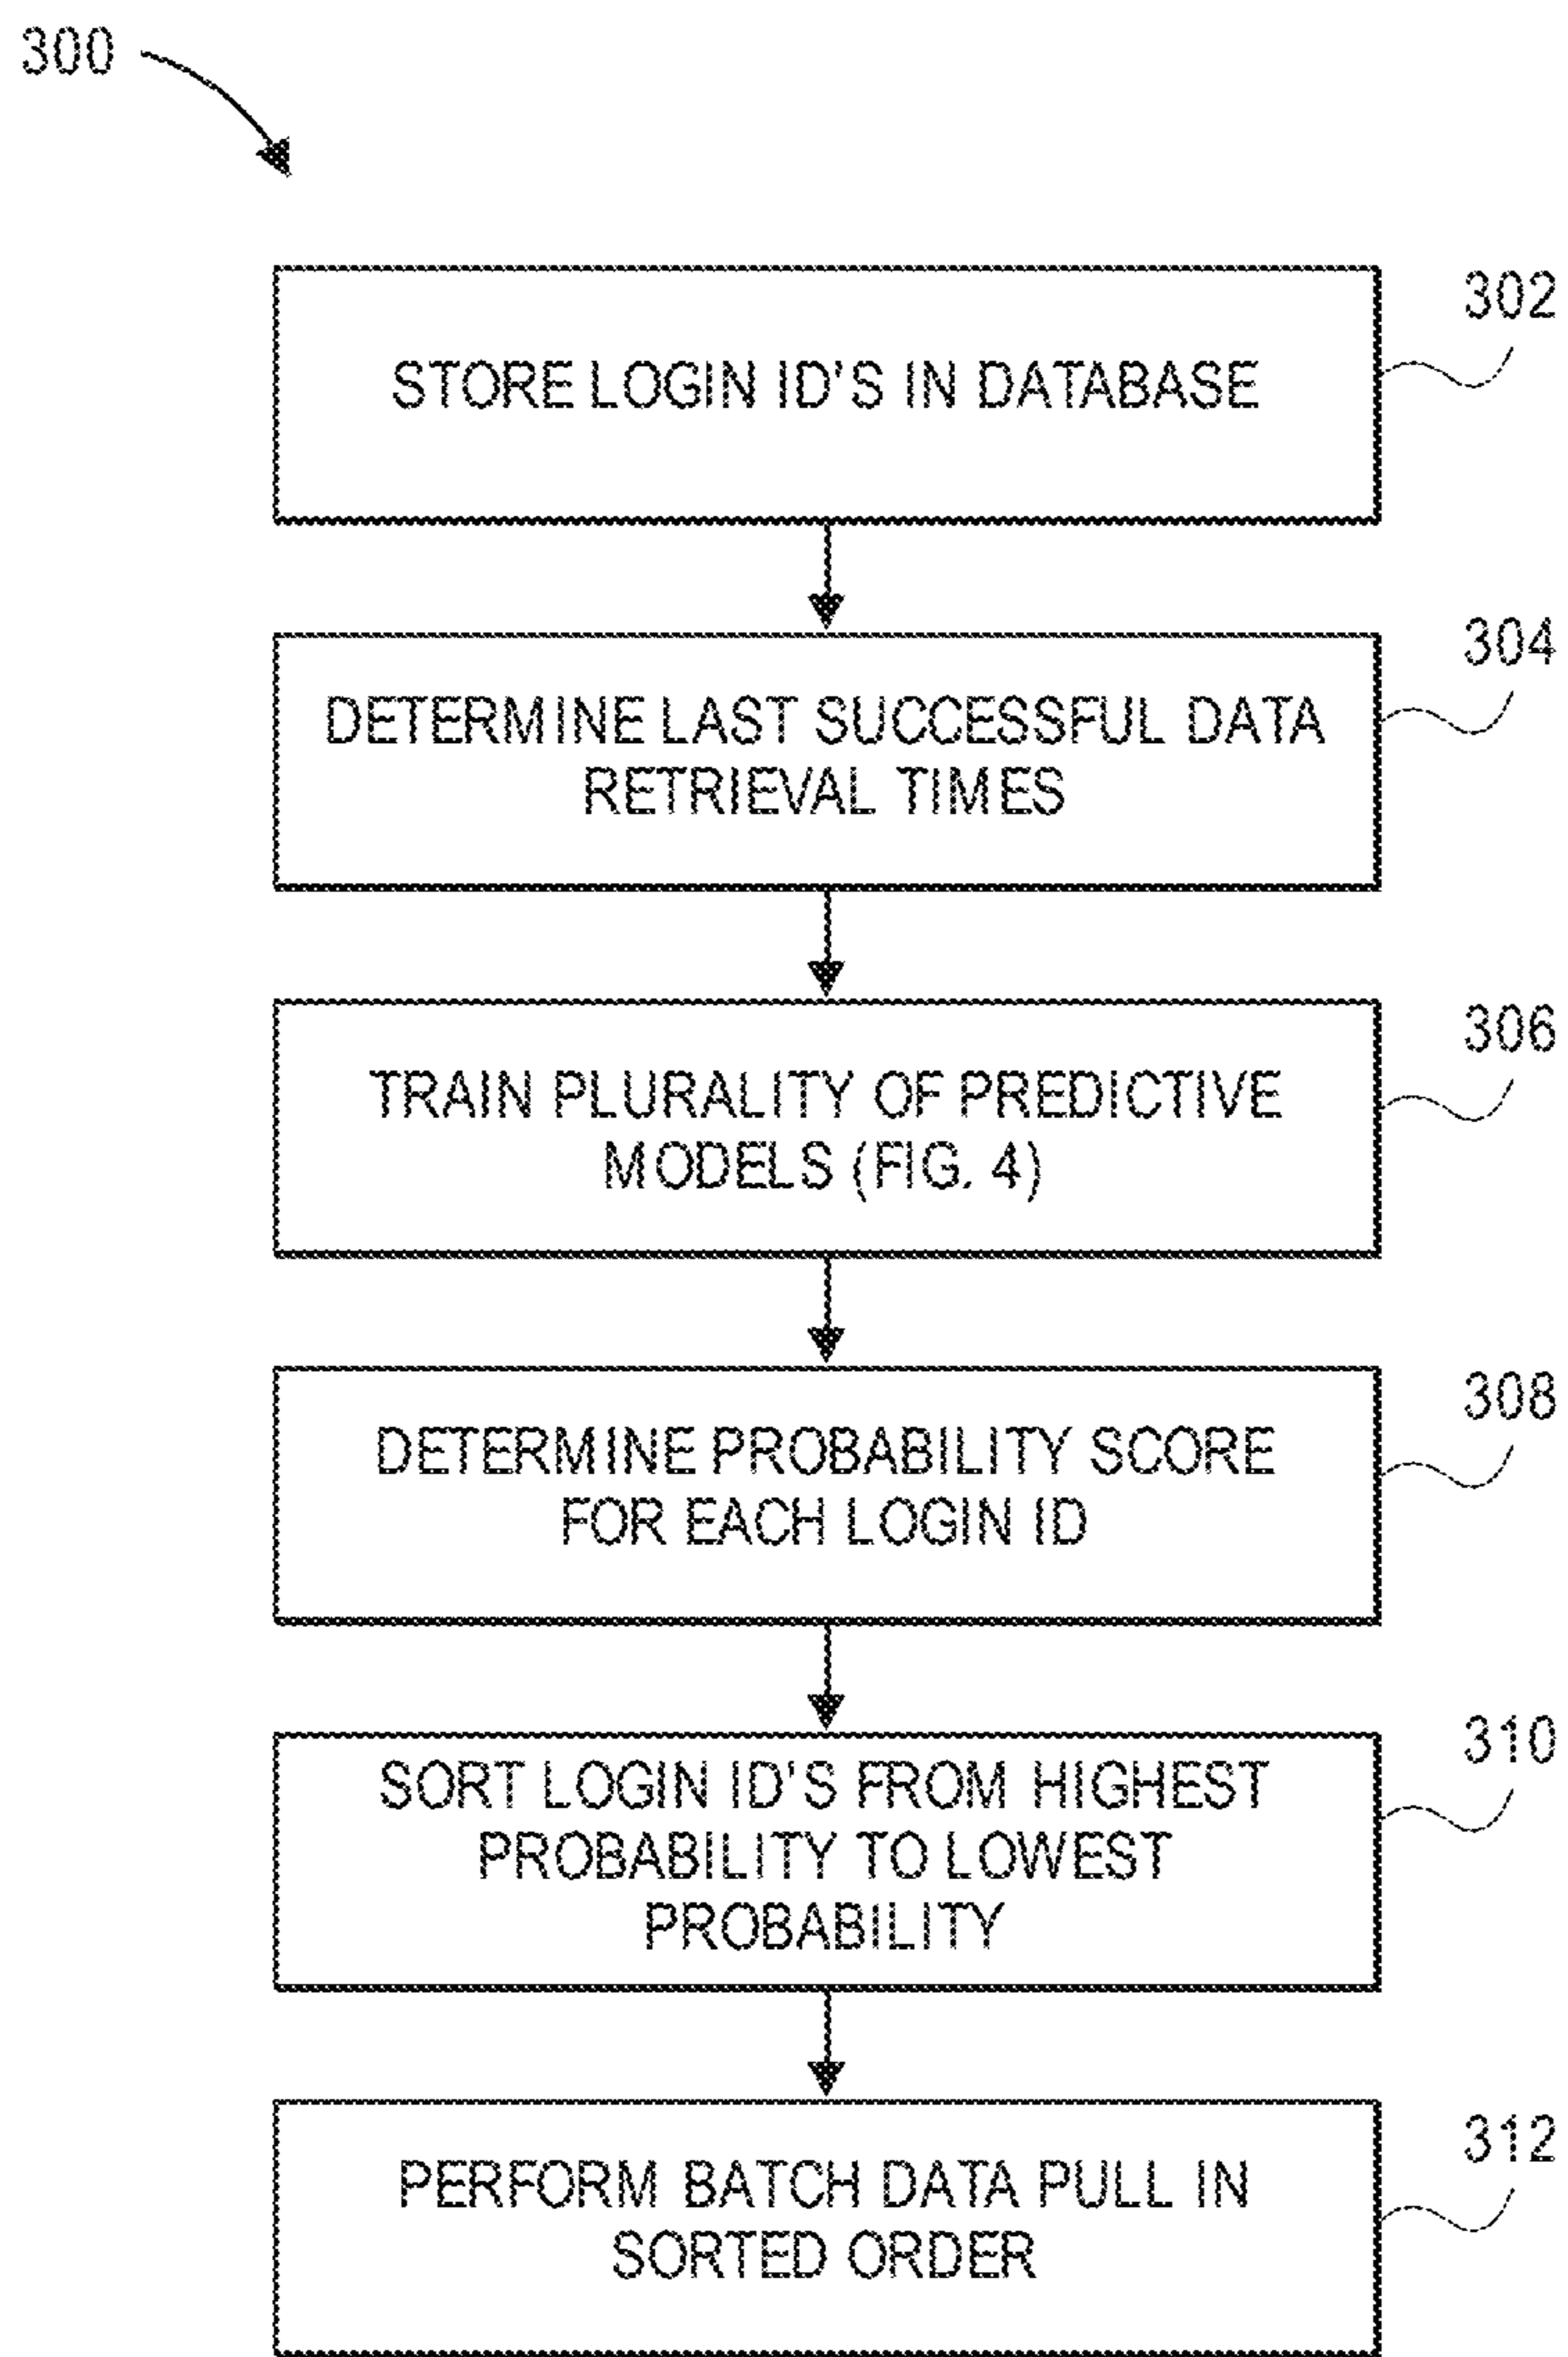 300
302
STORE LOGIN ID'S IN DATABASE
304
DETERMINE LAST SUCCESSFUL DATA
RETRIEVAL TIMES
306
TRAIN PLURALITY OF PREDICTIVE
MODELS (FIG. 4)
308
DETERMINE PROBABILITY SCORE
FOR EACH LOGIN ID
310
SORT LOGIN ID'S FROM HIGHEST
PROBABILITY TO LOWEST
PROBABILITY
312
PERFORM BATCH DATA PULL IN
SORTED ORDER